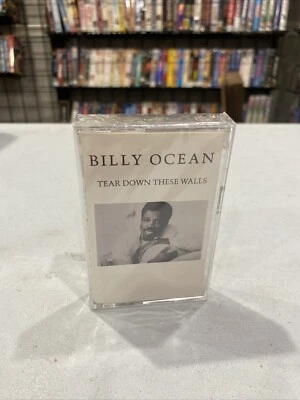 BILLY OCEAN
TEAR DOWN THESE WALLS